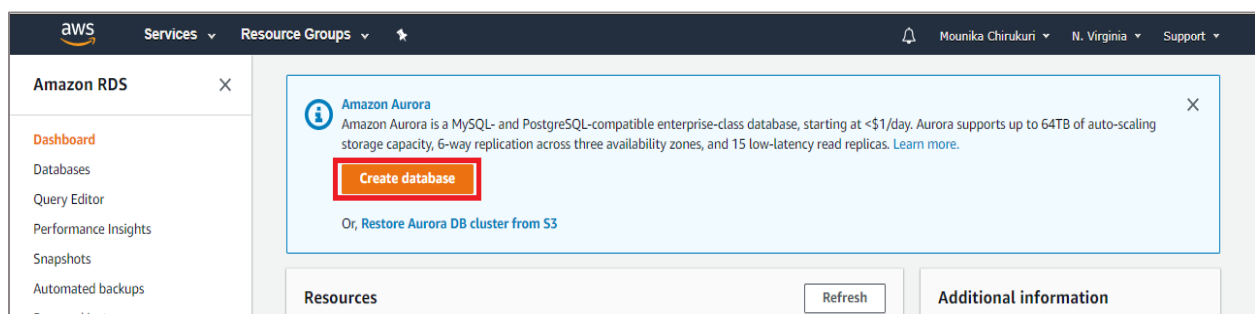 aws Services Resource Groups Mounika Chirukuri N. Virginia Support
Amazon RDS
Dashboard
Databases
Query Editor
Performance Insights
Snapshots
Automated backups
Amazon Aurora
Amazon Aurora is a MySQL- and PostgreSQL-compatible enterprise-class database, starting at <$1/day. Aurora supports up to 64TB of auto-scaling
storage capacity, 6-way replication across three availability zones, and 15 low-latency read replicas. Learn more.
Create database
Or, Restore Aurora DB cluster from S3
Resources
Refresh
Additional information